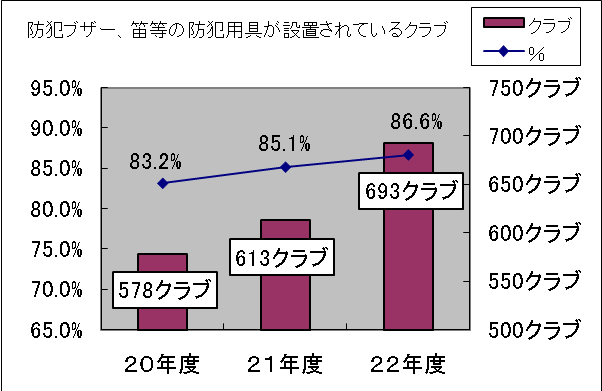 防犯ブザー、笛等の防犯用具が設置されているクラブ
クラブ
％
95.0%
90.0%
85.0%
80.0%
75.0%
70.0%
65.0%
750クラブ
700クラブ
650クラブ
600クラブ
550クラブ
500クラブ
83.2%
85.1%
86.6%
578クラブ
613クラブ
693クラブ
20年度
21年度
22年度